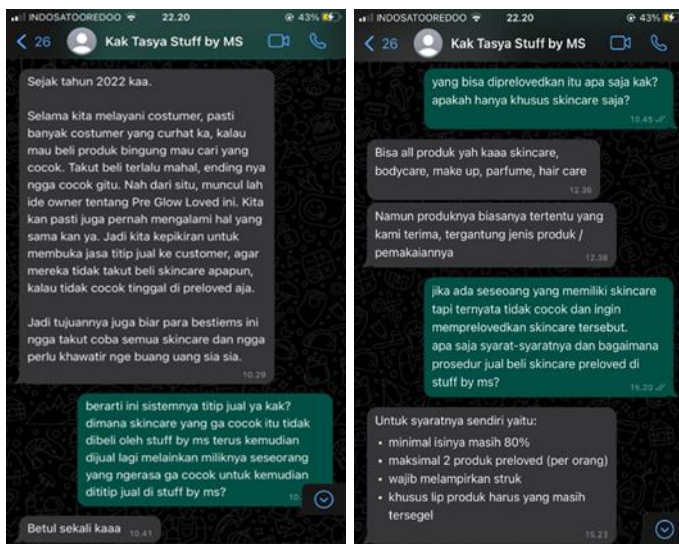 INDOSATOOREDOO 22.20 43%
26 Kak Tasya Stuff by MS
Sejak tahun 2022 kaa.
Selama kita melayani costumer, pasti
banyak costumer yang curhat ka, kalau
mau beli produk bingung mau cari yang
cocok. Takut beli terlalu mahal, ending nya
ngga cocok gitu. Nah dari situ, muncul lah
ide owner tentang Pre Glow Loved ini. Kita
kan pasti juga pernah mengalami hal yang
sama kan ya. Jadi kita kepikiran untuk
membuka jasa titip jual ke customer, agar
mereka tidak takut beli skincare apapun,
kalau tidak cocok tinggal di preloved aja.
Jadi tujuannya juga biar para bestiems ini
ngga takut coba semua skincare dan ngga
perlu khawatir nge buang uang sia sia.
10.29
berarti ini sistemnya titip jual ya kak?
dimana skincare yang ga cocok itu tidak
dibeli oleh stuff by ms terus kemudian
dijual lagi melainkan miliknya seseorang
yang ngerasa ga cocok untuk kemudian
dititip jual di stuff by ms?
10.
Betul sekali kaaa 10.41
INDOSATOOREDOO 22.20 43%
26 Kak Tasya Stuff by MS
yang bisa diprelovedkan itu apa saja kak?
apakah hanya khusus skincare saja?
10.45
Bisa all produk yah kaaa skincare,
bodycare, make up, parfume, hair care
12.36
Namun produknya biasanya tertentu yang
kami terima, tergantung jenis produk /
pemakaiannya
12.36
jika ada seseoang yang memiliki skincare
tapi ternyata tidak cocok dan ingin
memprelovedkan skincare tersebut.
apa saja syarat-syaratnya dan bagaimana
prosedur jual beli skincare preloved di
stuff by ms?
15.20
Untuk syaratnya sendiri yaitu:
• minimal isinya masih 80%
• maksimal 2 produk preloved (per orang)
• wajib melampirkan struk
• khusus lip produk harus yang masih
tersegel
15.23